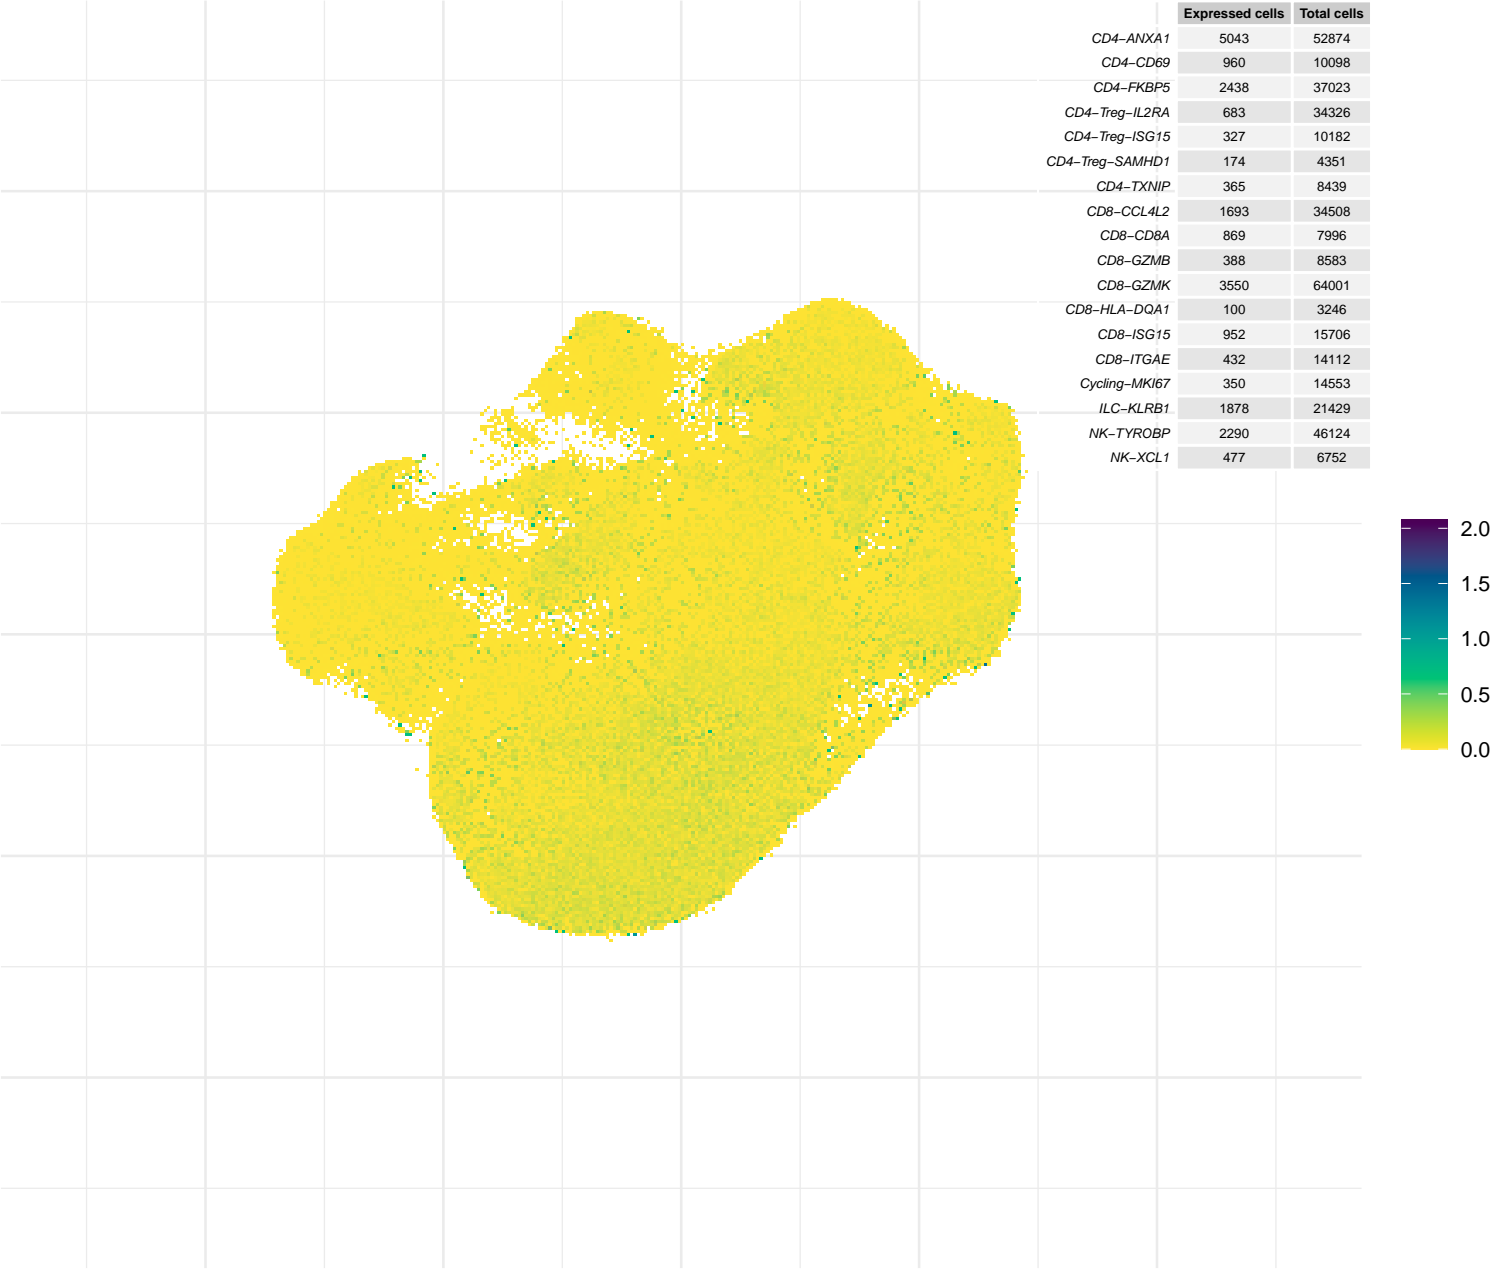 Expressed cells Total cells
CD4−ANXA1 5043 52874
CD4−CD69 960 10098
CD4−FKBP5 2438 37023
CD4−Treg−IL2RA 683 34326
CD4−Treg−ISG15 327 10182
CD4−Treg−SAMHD1 174 4351
CD4−TXNIP 365 8439
CD8−CCL4L2 1693 34508
CD8−CD8A 869 7996
CD8−GZMB 388 8583
CD8−GZMK 3550 64001
CD8−HLA−DQA1 100 3246
CD8−ISG15 952 15706
CD8−ITGAE 432 14112
Cycling−MKI67 350 14553
ILC−KLRB1 1878 21429
NK−TYROBP 2290 46124
NK−XCL1 477 6752
2.0
1.5
1.0
0.5
0.0